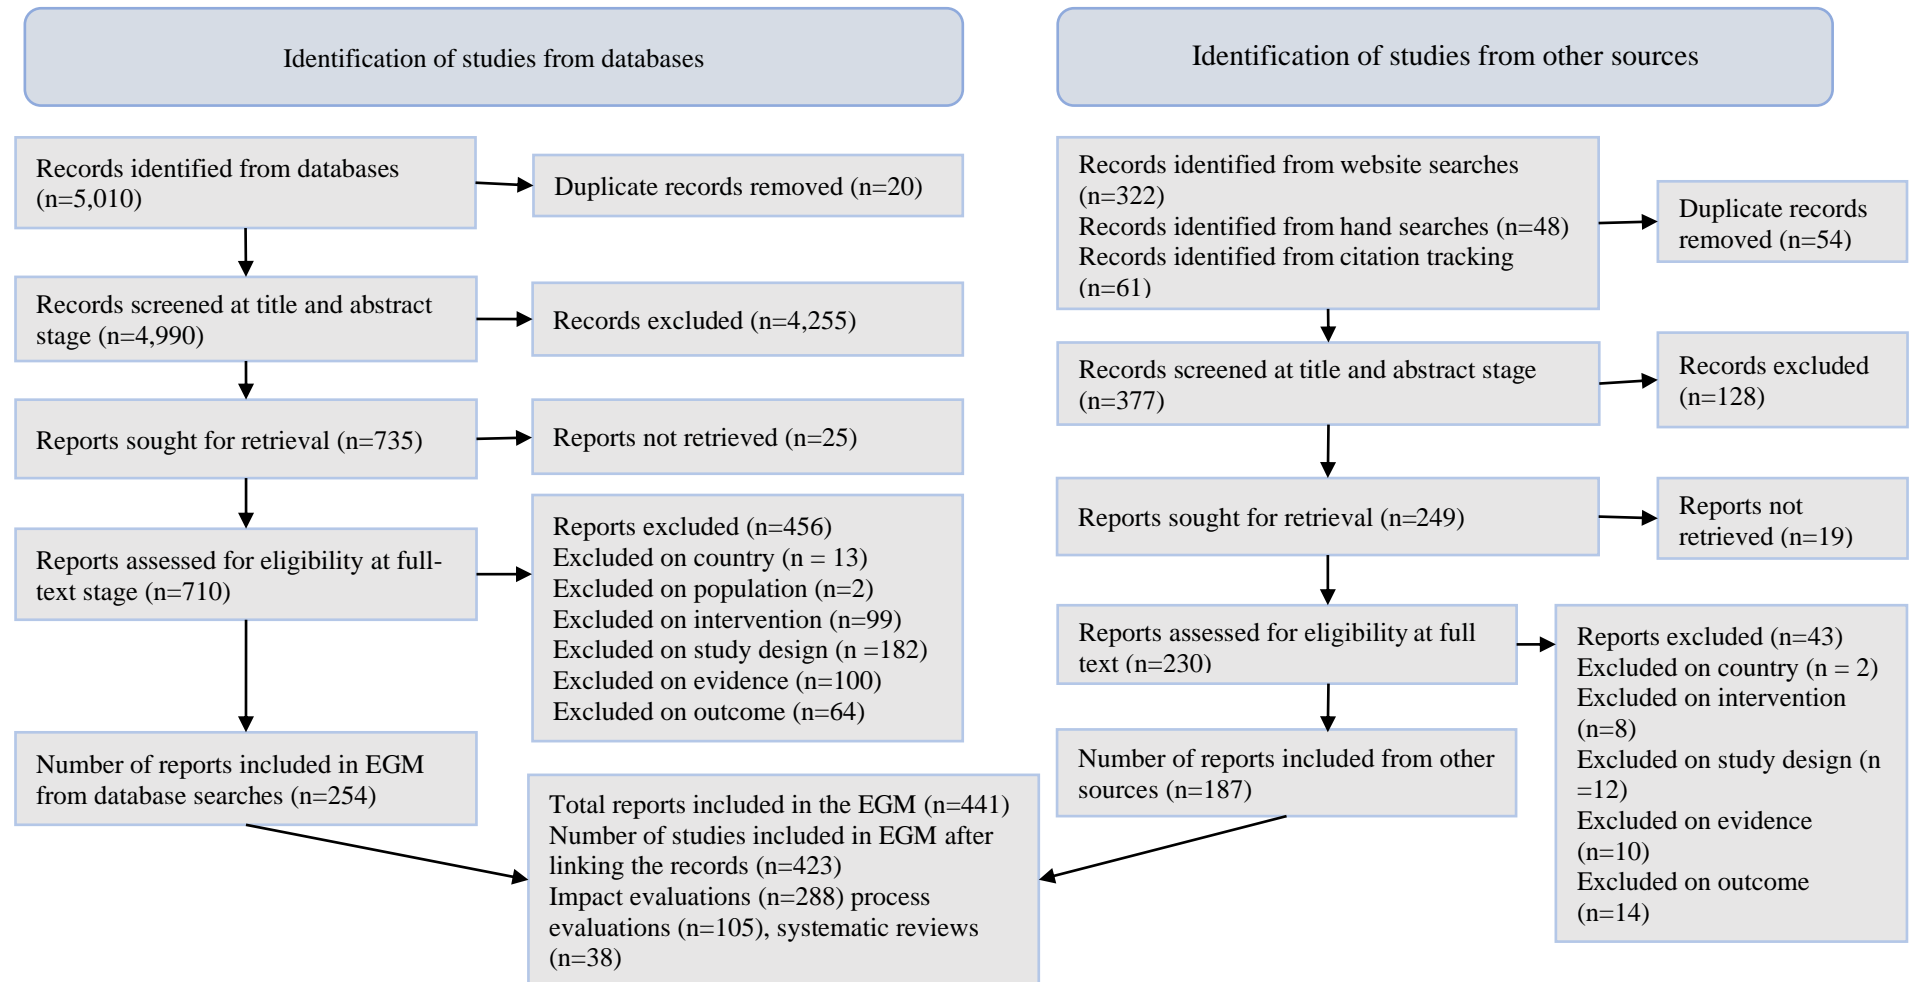 Identification of studies from databases
Records identified from databases
(n=5,010)
Duplicate records removed (n=20)
Records screened at title and abstract
stage (n=4,990)
Records excluded (n=4,255)
Reports sought for retrieval (n=735)
Reports not retrieved (n=25)
Reports assessed for eligibility at full-
text stage (n=710)
Reports excluded (n=456)
Excluded on country (n = 13)
Excluded on population (n=2)
Excluded on intervention (n=99)
Excluded on study design (n =182)
Excluded on evidence (n=100)
Excluded on outcome (n=64)
Number of reports included in EGM
from database searches (n=254)
Identification of studies from other sources
Records identified from website searches
(n=322)
Records identified from hand searches (n=48)
Records identified from citation tracking
(n=61)
Duplicate records
removed (n=54)
Records screened at title and abstract stage
(n=377)
Records excluded
(n=128)
Reports sought for retrieval (n=249)
Reports not
retrieved (n=19)
Reports assessed for eligibility at full
text (n=230)
Reports excluded (n=43)
Excluded on country (n = 2)
Excluded on intervention
(n=8)
Excluded on study design (n
=12)
Excluded on evidence
(n=10)
Excluded on outcome
(n=14)
Number of reports included from other
sources (n=187)
Total reports included in the EGM (n=441)
Number of studies included in EGM after
linking the records (n=423)
Impact evaluations (n=288) process
evaluations (n=105), systematic reviews
(n=38)